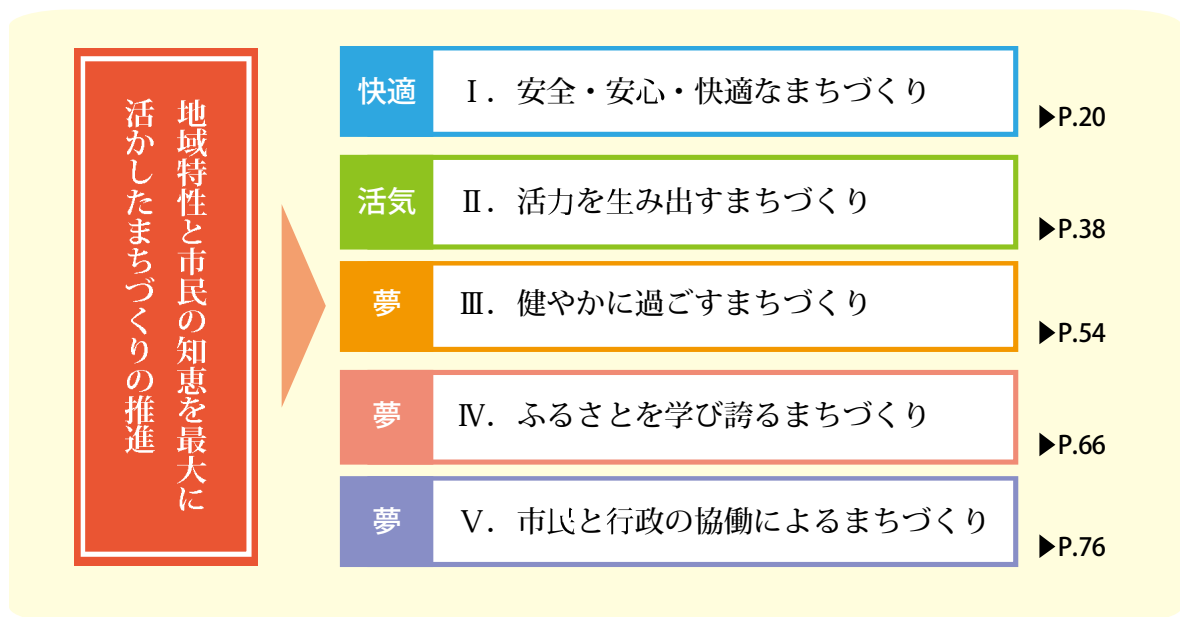 地域特性と市民の知恵を最大に
活かしたまちづくりの推進
快適 Ⅰ．安全・安心・快適なまちづくり ▶P.20
活気 Ⅱ．活力を生み出すまちづくり ▶P.38
夢 Ⅲ．健やかに過ごすまちづくり ▶P.54
夢 Ⅳ．ふるさとを学び誇るまちづくり ▶P.66
夢 Ⅴ．市民と行政の協働によるまちづくり ▶P.76